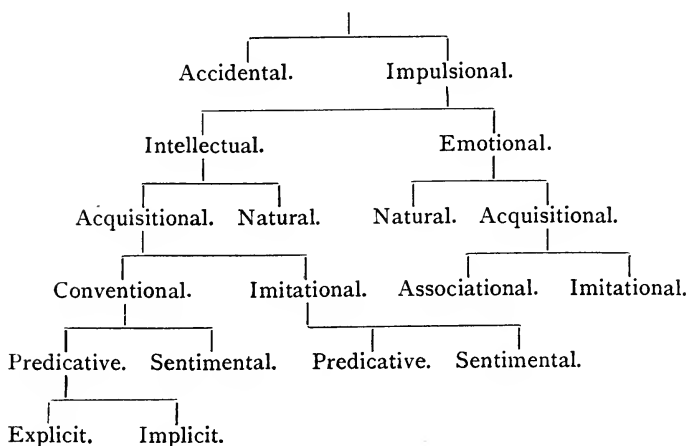 Accidental. Impulsional.
Intellectual. Emotional.
Acquisitional. Natural. Natural. Acquisitional.
Conventional. Imitational. Associational. Imitational.
Predicative. Sentimental. Predicative. Sentimental.
Explicit. Implicit.